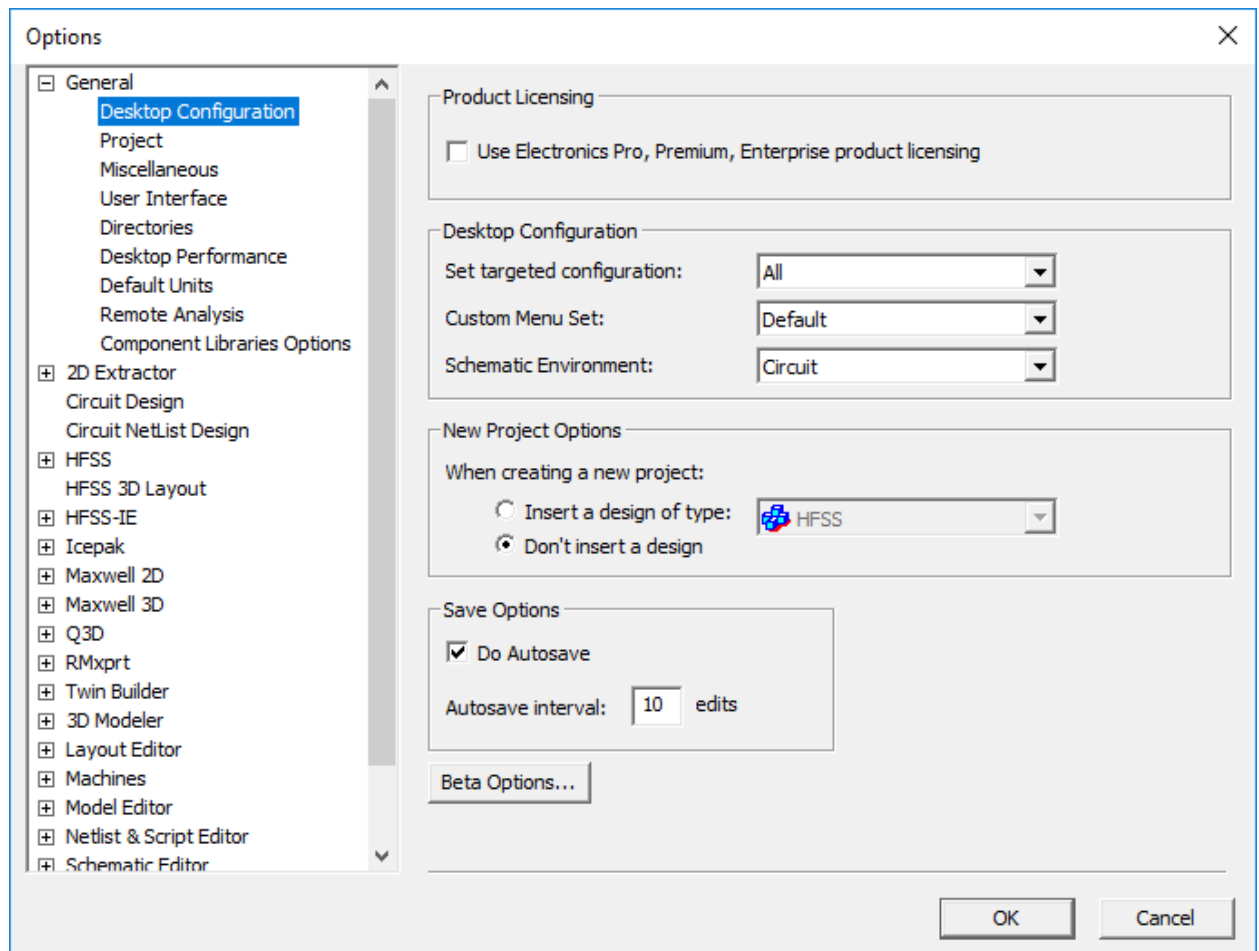 Options
General
Desktop Configuration
Project
Miscellaneous
User Interface
Directories
Desktop Performance
Default Units
Remote Analysis
Component Libraries Options
2D Extractor
Circuit Design
Circuit NetList Design
HFSS
HFSS 3D Layout
HFSS-IE
Icepak
Maxwell 2D
Maxwell 3D
Q3D
RMxprt
Twin Builder
3D Modeler
Layout Editor
Machines
Model Editor
Netlist & Script Editor
Schematic Editor
Product Licensing
Use Electronics Pro, Premium, Enterprise product licensing
Desktop Configuration
Set targeted configuration: All
Custom Menu Set: Default
Schematic Environment: Circuit
New Project Options
When creating a new project:
Insert a design of type: HFSS
Don't insert a design
Save Options
Do Autosave
Autosave interval: 10 edits
Beta Options...
OK Cancel